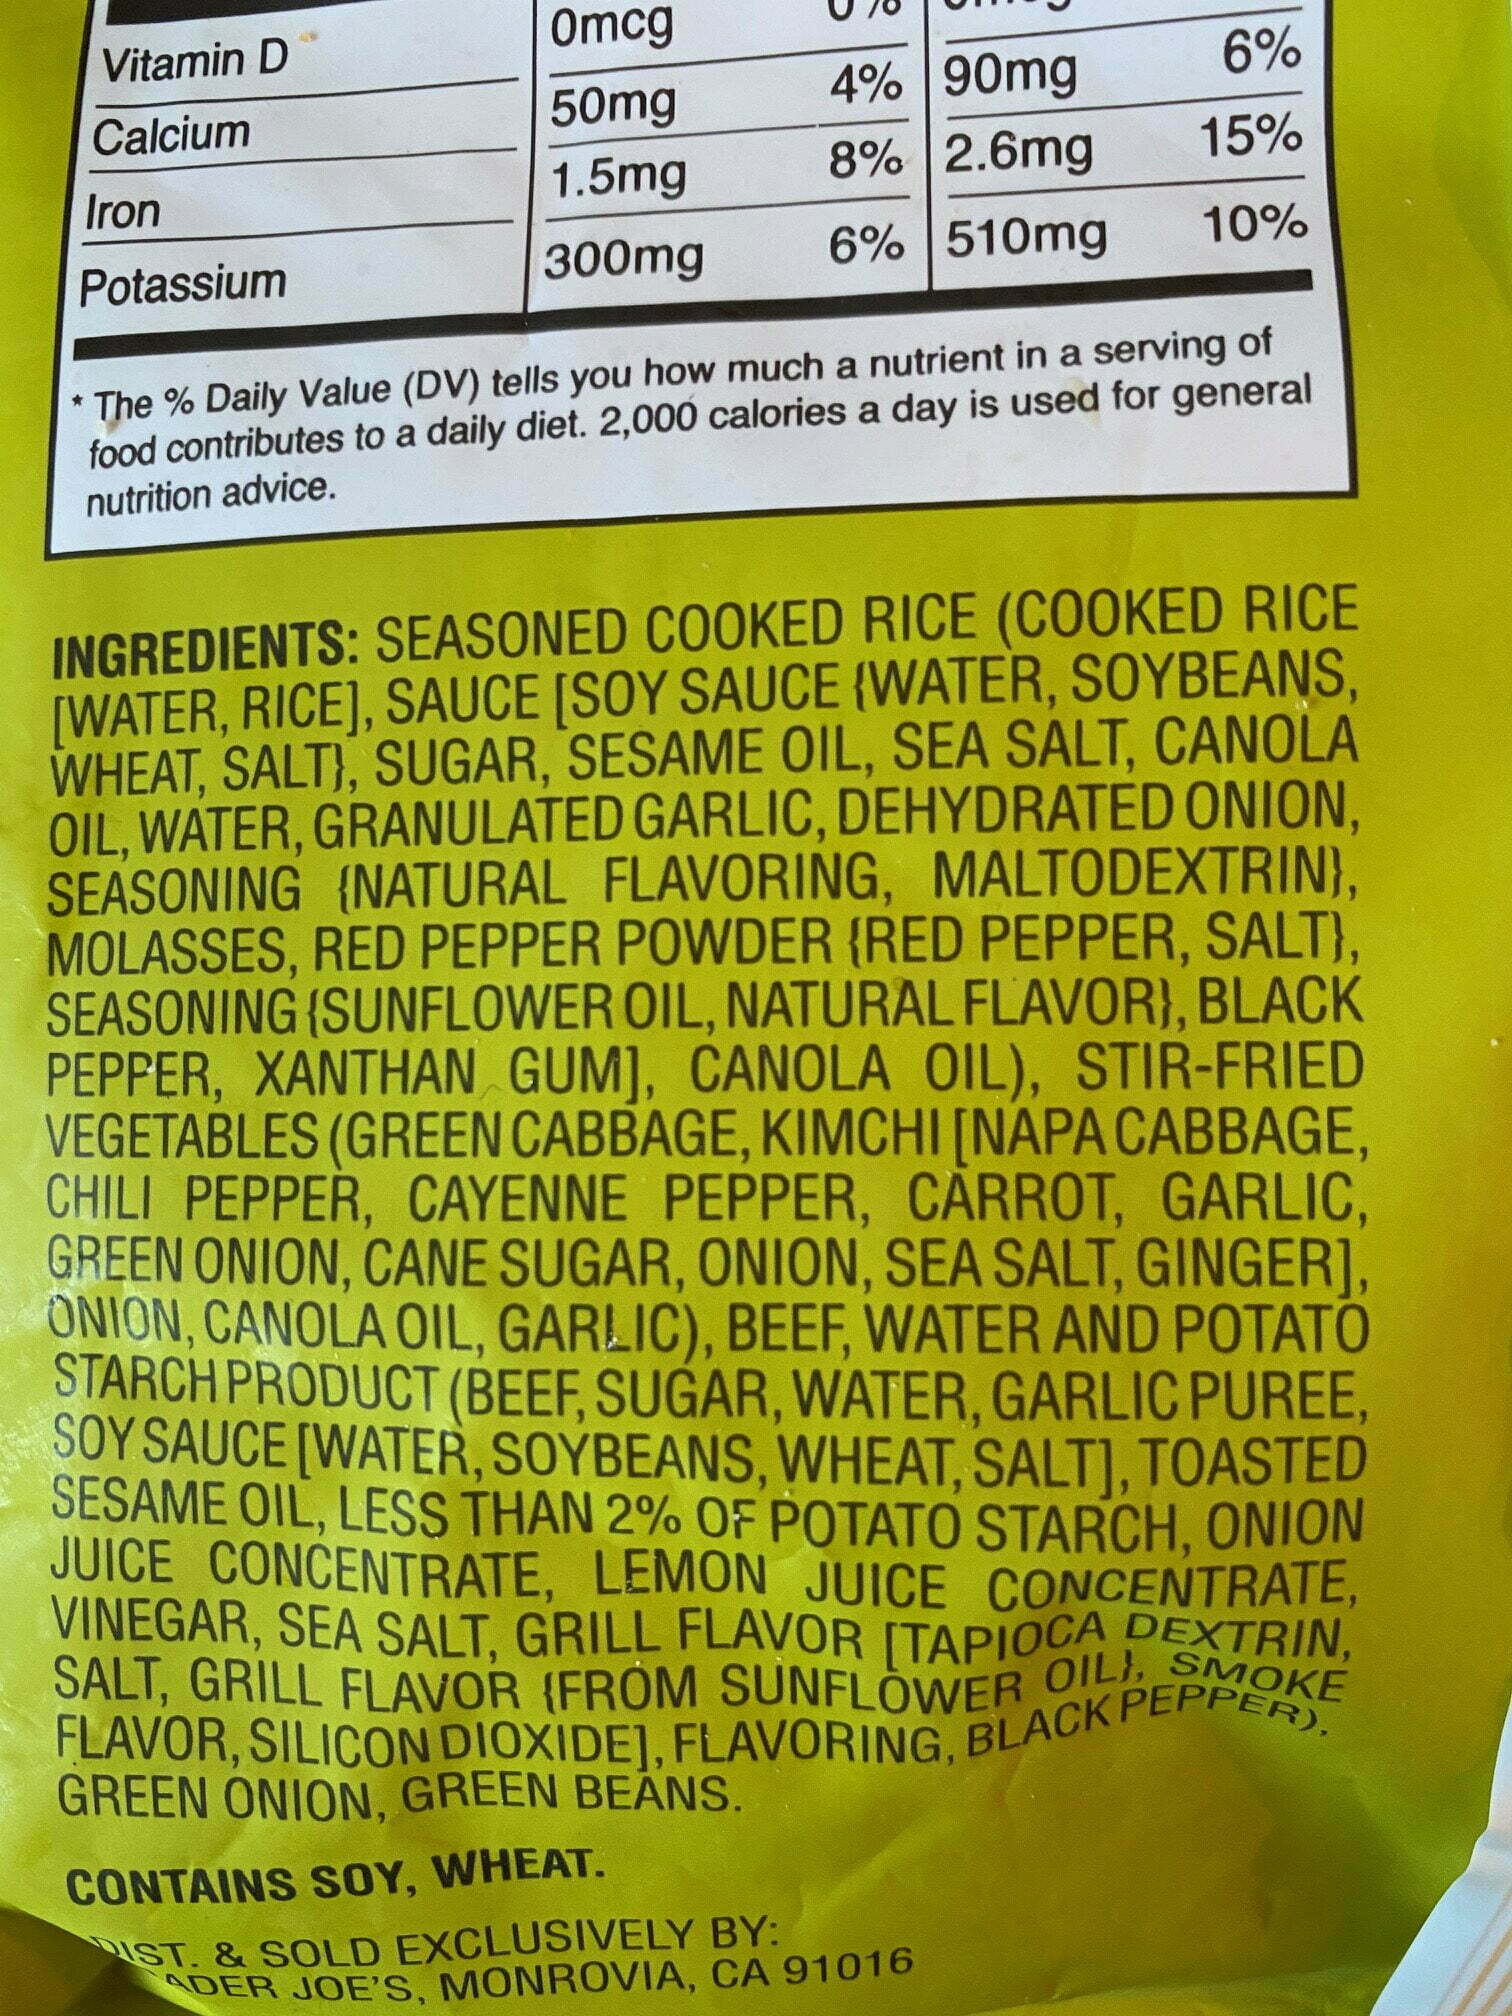 Vitamin D 0mcg 0%
Calcium 50mg 4% 90mg 6%
Iron 1.5mg 8% 2.6mg 15%
Potassium 300mg 6% 510mg 10%
* The % Daily Value (DV) tells you how much a nutrient in a serving of
food contributes to a daily diet. 2,000 calories a day is used for general
nutrition advice.
INGREDIENTS: SEASONED COOKED RICE (COOKED RICE
[WATER, RICE], SAUCE [SOY SAUCE {WATER, SOYBEANS,
WHEAT, SALT}, SUGAR, SESAME OIL, SEA SALT, CANOLA
OIL, WATER, GRANULATED GARLIC, DEHYDRATED ONION,
SEASONING {NATURAL FLAVORING, MALTODEXTRIN},
MOLASSES, RED PEPPER POWDER {RED PEPPER, SALT},
SEASONING {SUNFLOWER OIL, NATURAL FLAVOR}, BLACK
PEPPER, XANTHAN GUM], CANOLA OIL), STIR-FRIED
VEGETABLES (GREEN CABBAGE, KIMCHI [NAPA CABBAGE,
CHILI PEPPER, CAYENNE PEPPER, CARROT, GARLIC,
GREEN ONION, CANE SUGAR, ONION, SEA SALT, GINGER],
ONION, CANOLA OIL, GARLIC), BEEF, WATER AND POTATO
STARCH PRODUCT (BEEF, SUGAR, WATER, GARLIC PUREE,
SOY SAUCE [WATER, SOYBEANS, WHEAT, SALT], TOASTED
SESAME OIL, LESS THAN 2% OF POTATO STARCH, ONION
JUICE CONCENTRATE, LEMON JUICE CONCENTRATE,
VINEGAR, SEA SALT, GRILL FLAVOR [TAPIOCA DEXTRIN,
SALT, GRILL FLAVOR {FROM SUNFLOWER OIL}, SMOKE
FLAVOR, SILICON DIOXIDE], FLAVORING, BLACK PEPPER),
GREEN ONION, GREEN BEANS.
CONTAINS SOY, WHEAT.
DIST. & SOLD EXCLUSIVELY BY:
ADER JOE'S, MONROVIA, CA 91016